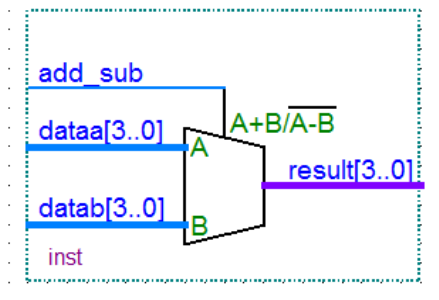 add_sub
A+B/A-B
dataa[3..0]
A
result[3..0]
datab[3..0]
B
inst